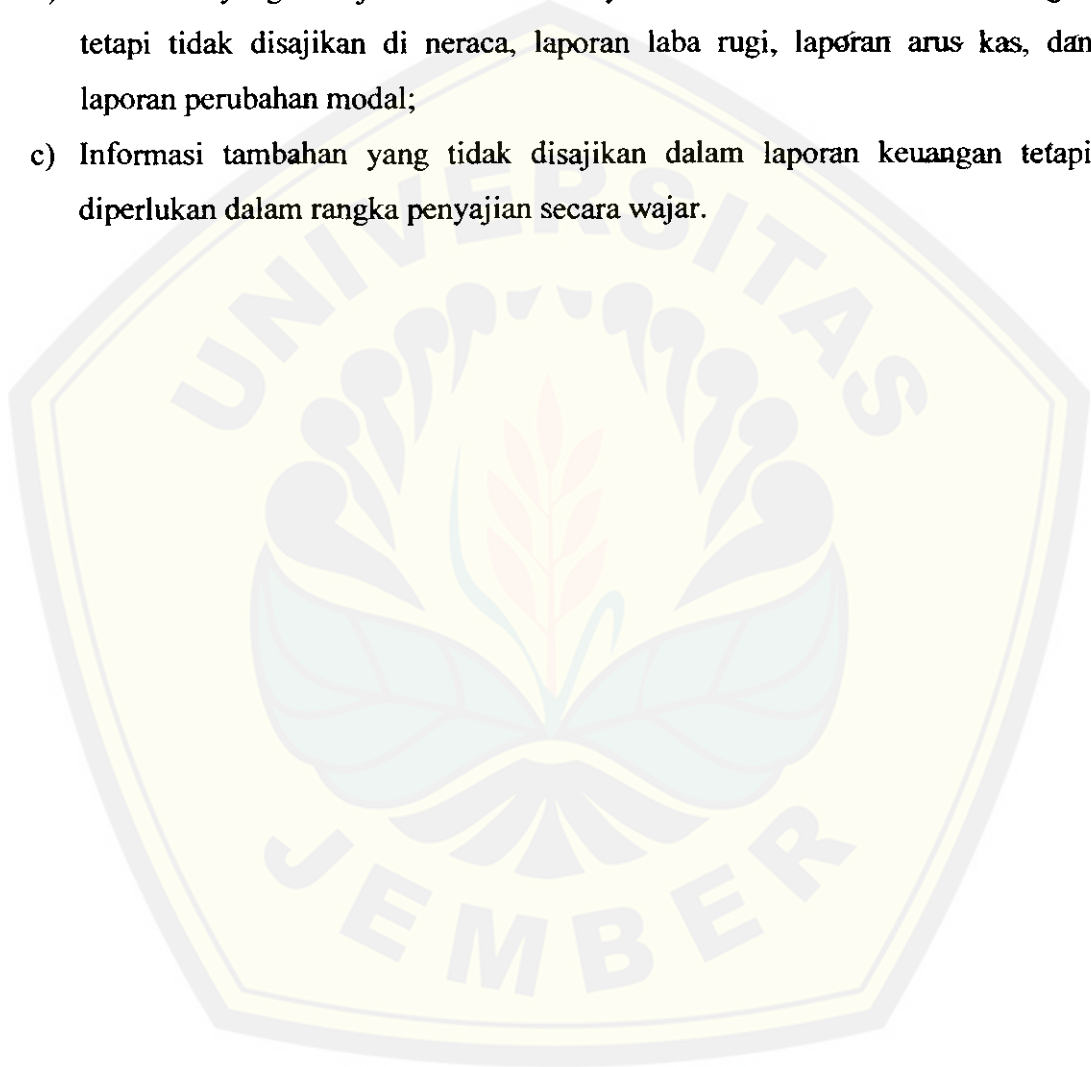 tetapi tidak disajikan di neraca, laporan laba rugi, laporan arus kas, dan
laporan perubahan modal;
c) Informasi tambahan yang tidak disajikan dalam laporan keuangan tetapi
diperlukan dalam rangka penyajian secara wajar.
UNIVERSITAS
JEMBER